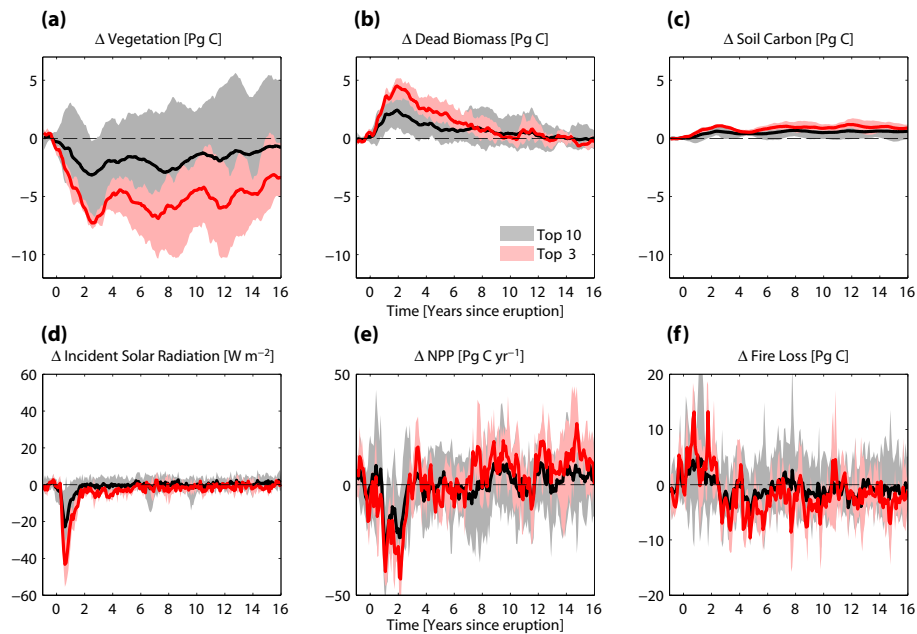 (a)
(b)
(c)
Δ Vegetation [Pg C]
Δ Dead Biomass [Pg C]
Δ Soil Carbon [Pg C]
5
0
−5
−10
0 2 4 6 8 10 12 14 16
5
0
−5
−10
Top 10
Top 3
0 2 4 6 8 10 12 14 16
Time [Years since eruption]
5
0
−5
−10
0 2 4 6 8 10 12 14 16
(d)
(e)
(f)
Δ Incident Solar Radiation [W m⁻²]
Δ NPP [Pg C yr⁻¹]
Δ Fire Loss [Pg C]
60
40
20
0
−20
−40
−60
0 2 4 6 8 10 12 14 16
50
0
−50
0 2 4 6 8 10 12 14 16
Time [Years since eruption]
20
10
0
−10
−20
0 2 4 6 8 10 12 14 16